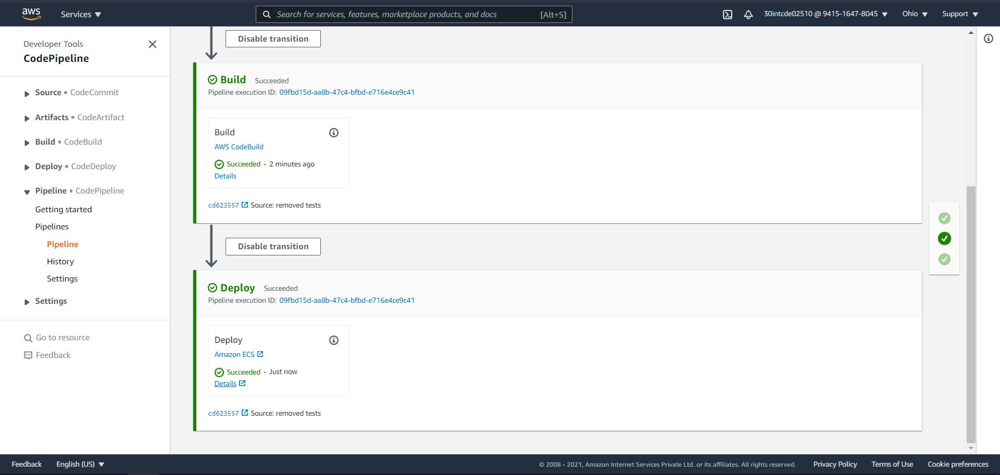 aws
Services
Search for services, features, marketplace products, and docs [Alt+S]
30intcde02510 @ 9415-1647-8045
Ohio
Support
Developer Tools
CodePipeline
Source • CodeCommit
Artifacts • CodeArtifact
Build • CodeBuild
Deploy • CodeDeploy
Pipeline • CodePipeline
Getting started
Pipelines
Pipeline
History
Settings
Settings
Go to resource
Feedback
Disable transition
Build Succeeded
Pipeline execution ID: 09fbd15d-aa8b-47c4-bfbd-e716e4ce9c41
Build
AWS CodeBuild
Succeeded - 2 minutes ago
Details
cd623557 Source: removed tests
Disable transition
Deploy Succeeded
Pipeline execution ID: 09fbd15d-aa8b-47c4-bfbd-e716e4ce9c41
Deploy
Amazon ECS
Succeeded - Just now
Details
cd623557 Source: removed tests
Feedback
English (US)
© 2008 - 2021, Amazon Internet Services Private Ltd. or its affiliates. All rights reserved.
Privacy Policy
Terms of Use
Cookie preferences